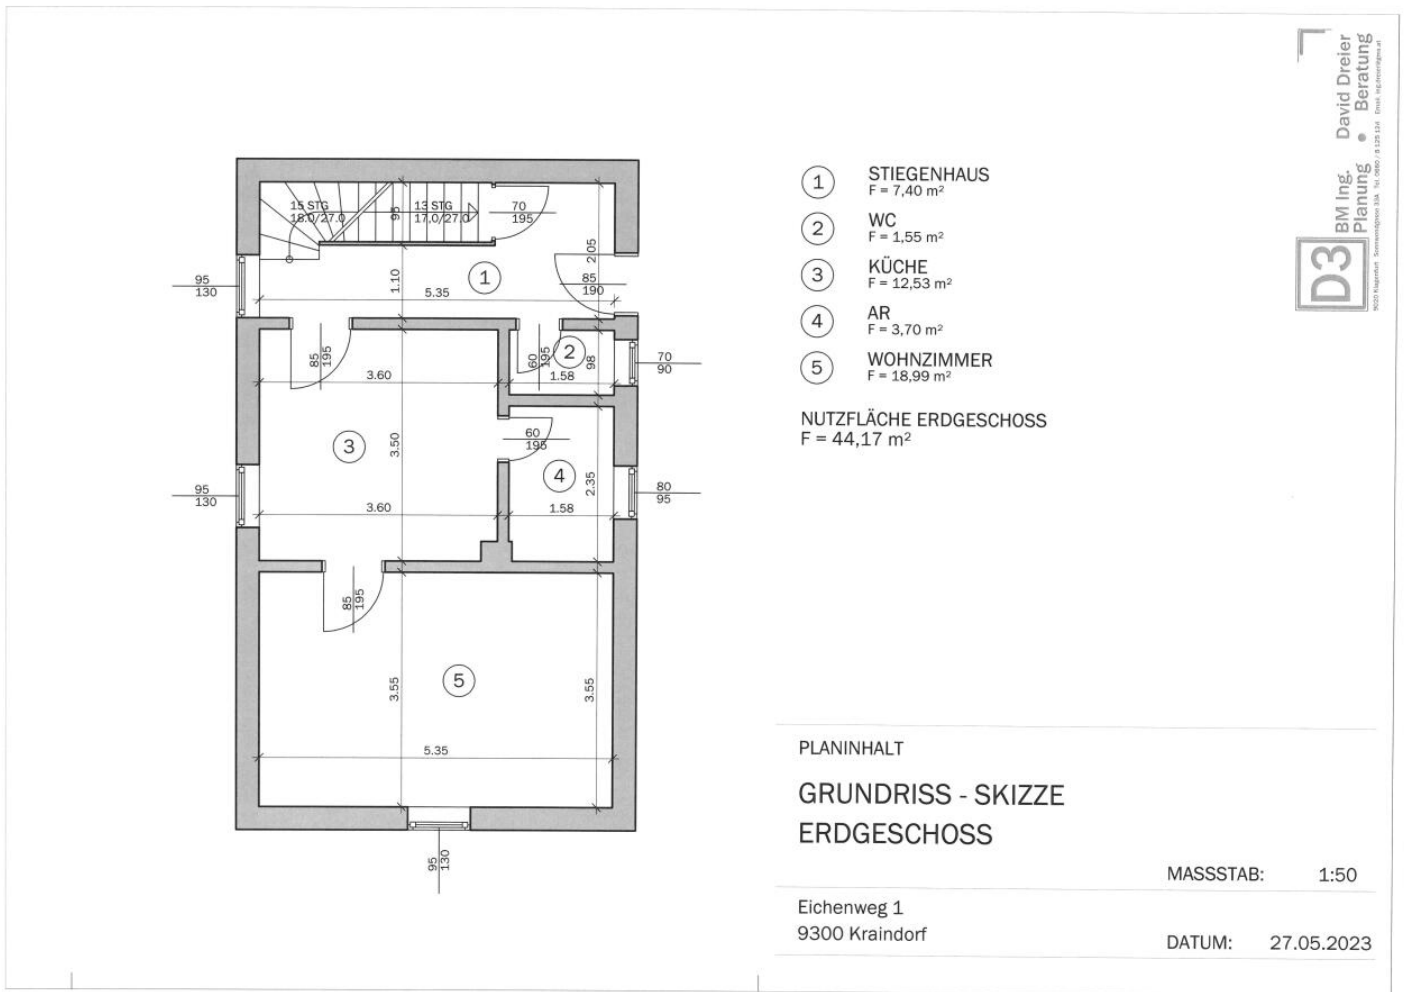 BM Ing. David Dreier
Planung • Beratung
D3
1 STIEGENHAUS
F = 7,40 m²
2 WC
F = 1,55 m²
3 KÜCHE
F = 12,53 m²
4 AR
F = 3,70 m²
5 WOHNZIMMER
F = 18,99 m²
NUTZFLÄCHE ERDGESCHOSS
F = 44,17 m²
15 STG
18.0/27.0
95
13 STG
17.0/27.0
70
195
2.05
95
130
1.10
5.35
1
85
190
85
195
60
195
2
98
70
90
3.60
1.58
3
3.50
60
195
4
2.35
95
130
80
95
3.60
1.58
85
195
5
3.55
3.55
5.35
95
130
PLANINHALT
GRUNDRISS - SKIZZE
ERDGESCHOSS
MASSSTAB: 1:50
Eichenweg 1
9300 Kraindorf
DATUM: 27.05.2023